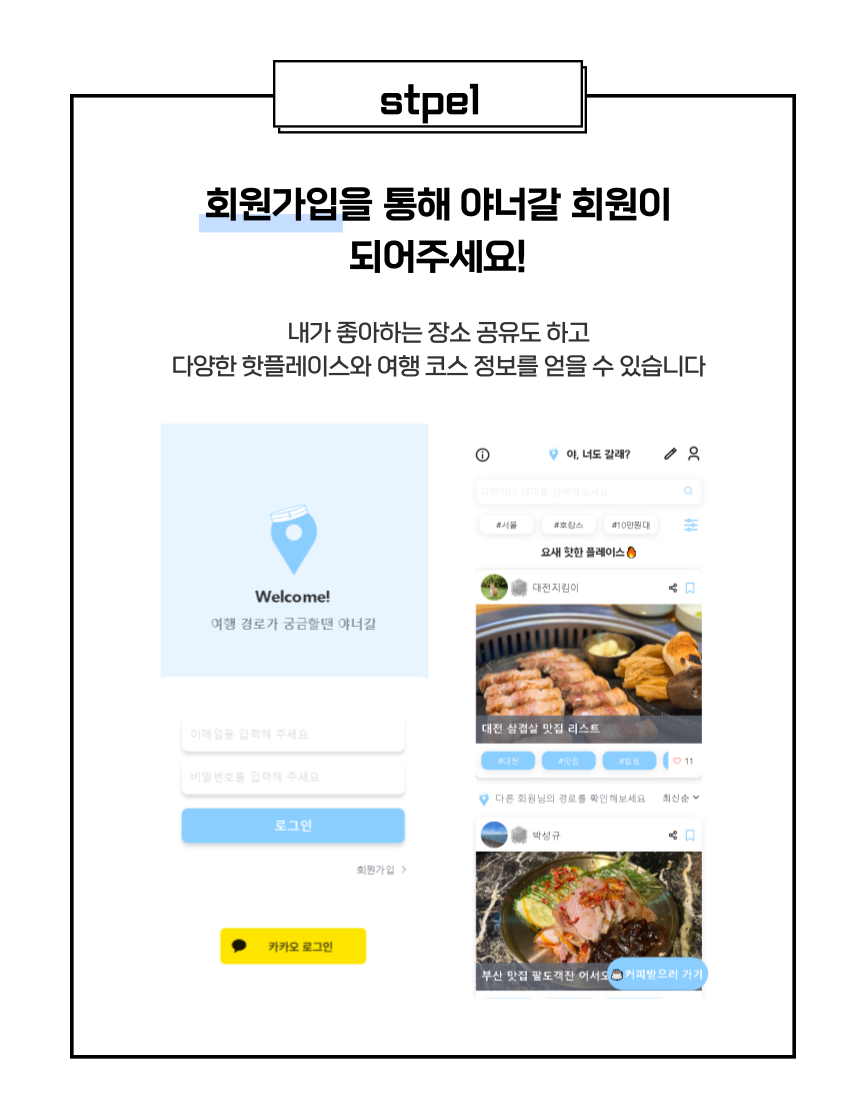 stpel
회원가입을 통해 야너갈 회원이
되어주세요!
내가 좋아하는 장소 공유도 하고
다양한 핫플레이스와 여행 코스 정보를 얻을 수 있습니다
Welcome!
여행 경로가 궁금할땐 야너갈
이메일을 입력해 주세요
비밀번호를 입력해 주세요
로그인
회원가입 >
카카오 로그인
야, 너도 갈래?
지역이나 테마를 검색해보세요
#서울 #호캉스 #10만원대
요새 핫한 플레이스🔥
대전지킴이
대전 삼겹살 맛집 리스트
#대전 #맛집 #힐링 11
다른 회원님의 경로를 확인해보세요 최신순
박성규
부산 맛집 팔도객잔 어서오
커피받으러 가기